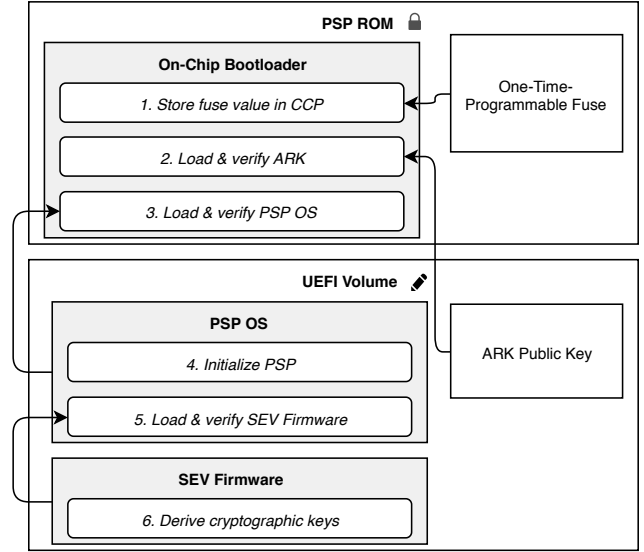 PSP ROM
On-Chip Bootloader
1. Store fuse value in CCP
One-Time-
Programmable Fuse
2. Load & verify ARK
3. Load & verify PSP OS
UEFI Volume
PSP OS
4. Initialize PSP
ARK Public Key
5. Load & verify SEV Firmware
SEV Firmware
6. Derive cryptographic keys